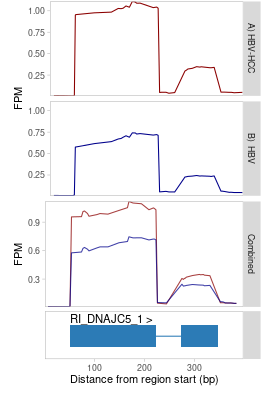 1.00
0.75
0.50
0.25
A) HBV-HCC
FPM
1.00
0.75
0.50
0.25
B) HBV
0.9
0.6
0.3
FPM
Combined
RI_DNAJC5_1 >
100 200 300
Distance from region start (bp)